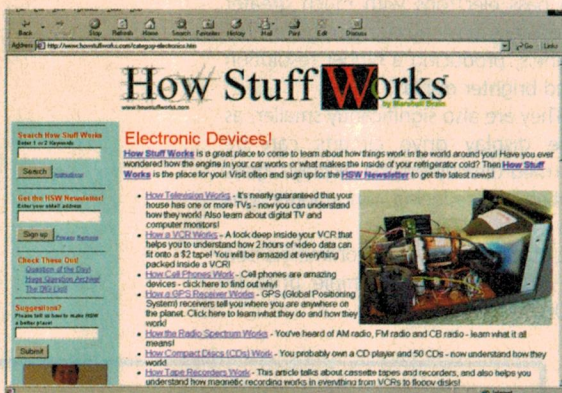 Back
Stop
Refresh
Home
Search
Favorites
History
Mail
Print
Edit
Discuss
Address
http://www.howstuffworks.com/category-electronics.htm
Go
Links
How Stuff Works
by Marshall Brain
www.howstuffworks.com
Search How Stuff Works
Enter 1 or 2 Keywords
Search
Get the HSW Newsletter!
Enter your eMail address
Sign up
Check These Out!
Question of the Day!
Huge Question Archive!
The BIG List!
Suggestions?
Please tell us how to make HSW
a better place!
Submit
Electronic Devices!
How Stuff Works is a great place to come to learn about how things work in the world around you! Have you ever
wondered how the engine in your car works or what makes the inside of your refrigerator cold? Then How Stuff
Works is the place for you! Visit often and sign up for the HSW Newsletter to get the latest news!
How Television Works - It's nearly guaranteed that your
house has one or more TVs - now you can understand
how they work! Also learn about digital TV and
computer monitors!
How a VCR Works - A look deep inside your VCR that
helps you to understand how 2 hours of video data can
fit onto a $2 tape! You will be amazed at everything
packed inside a VCR!
How Cell Phones Work - Cell phones are amazing
devices - click here to find out why!
How a GPS Receiver Works - GPS (Global Positioning
System) receivers tell you where you are anywhere on
the planet. Click here to learn what they do and how they
work!
How the Radio Spectrum Works - You've heard of AM radio, FM radio and CB radio - learn what it all
means!
How Compact Discs (CDs) Work - You probably own a CD player and 50 CDs - now understand how they
work!
How Tape Recorders Work - This article talks about cassette tapes and recorders, and also helps you
understand how magnetic recording works in everything from VCRs to floppy disks!